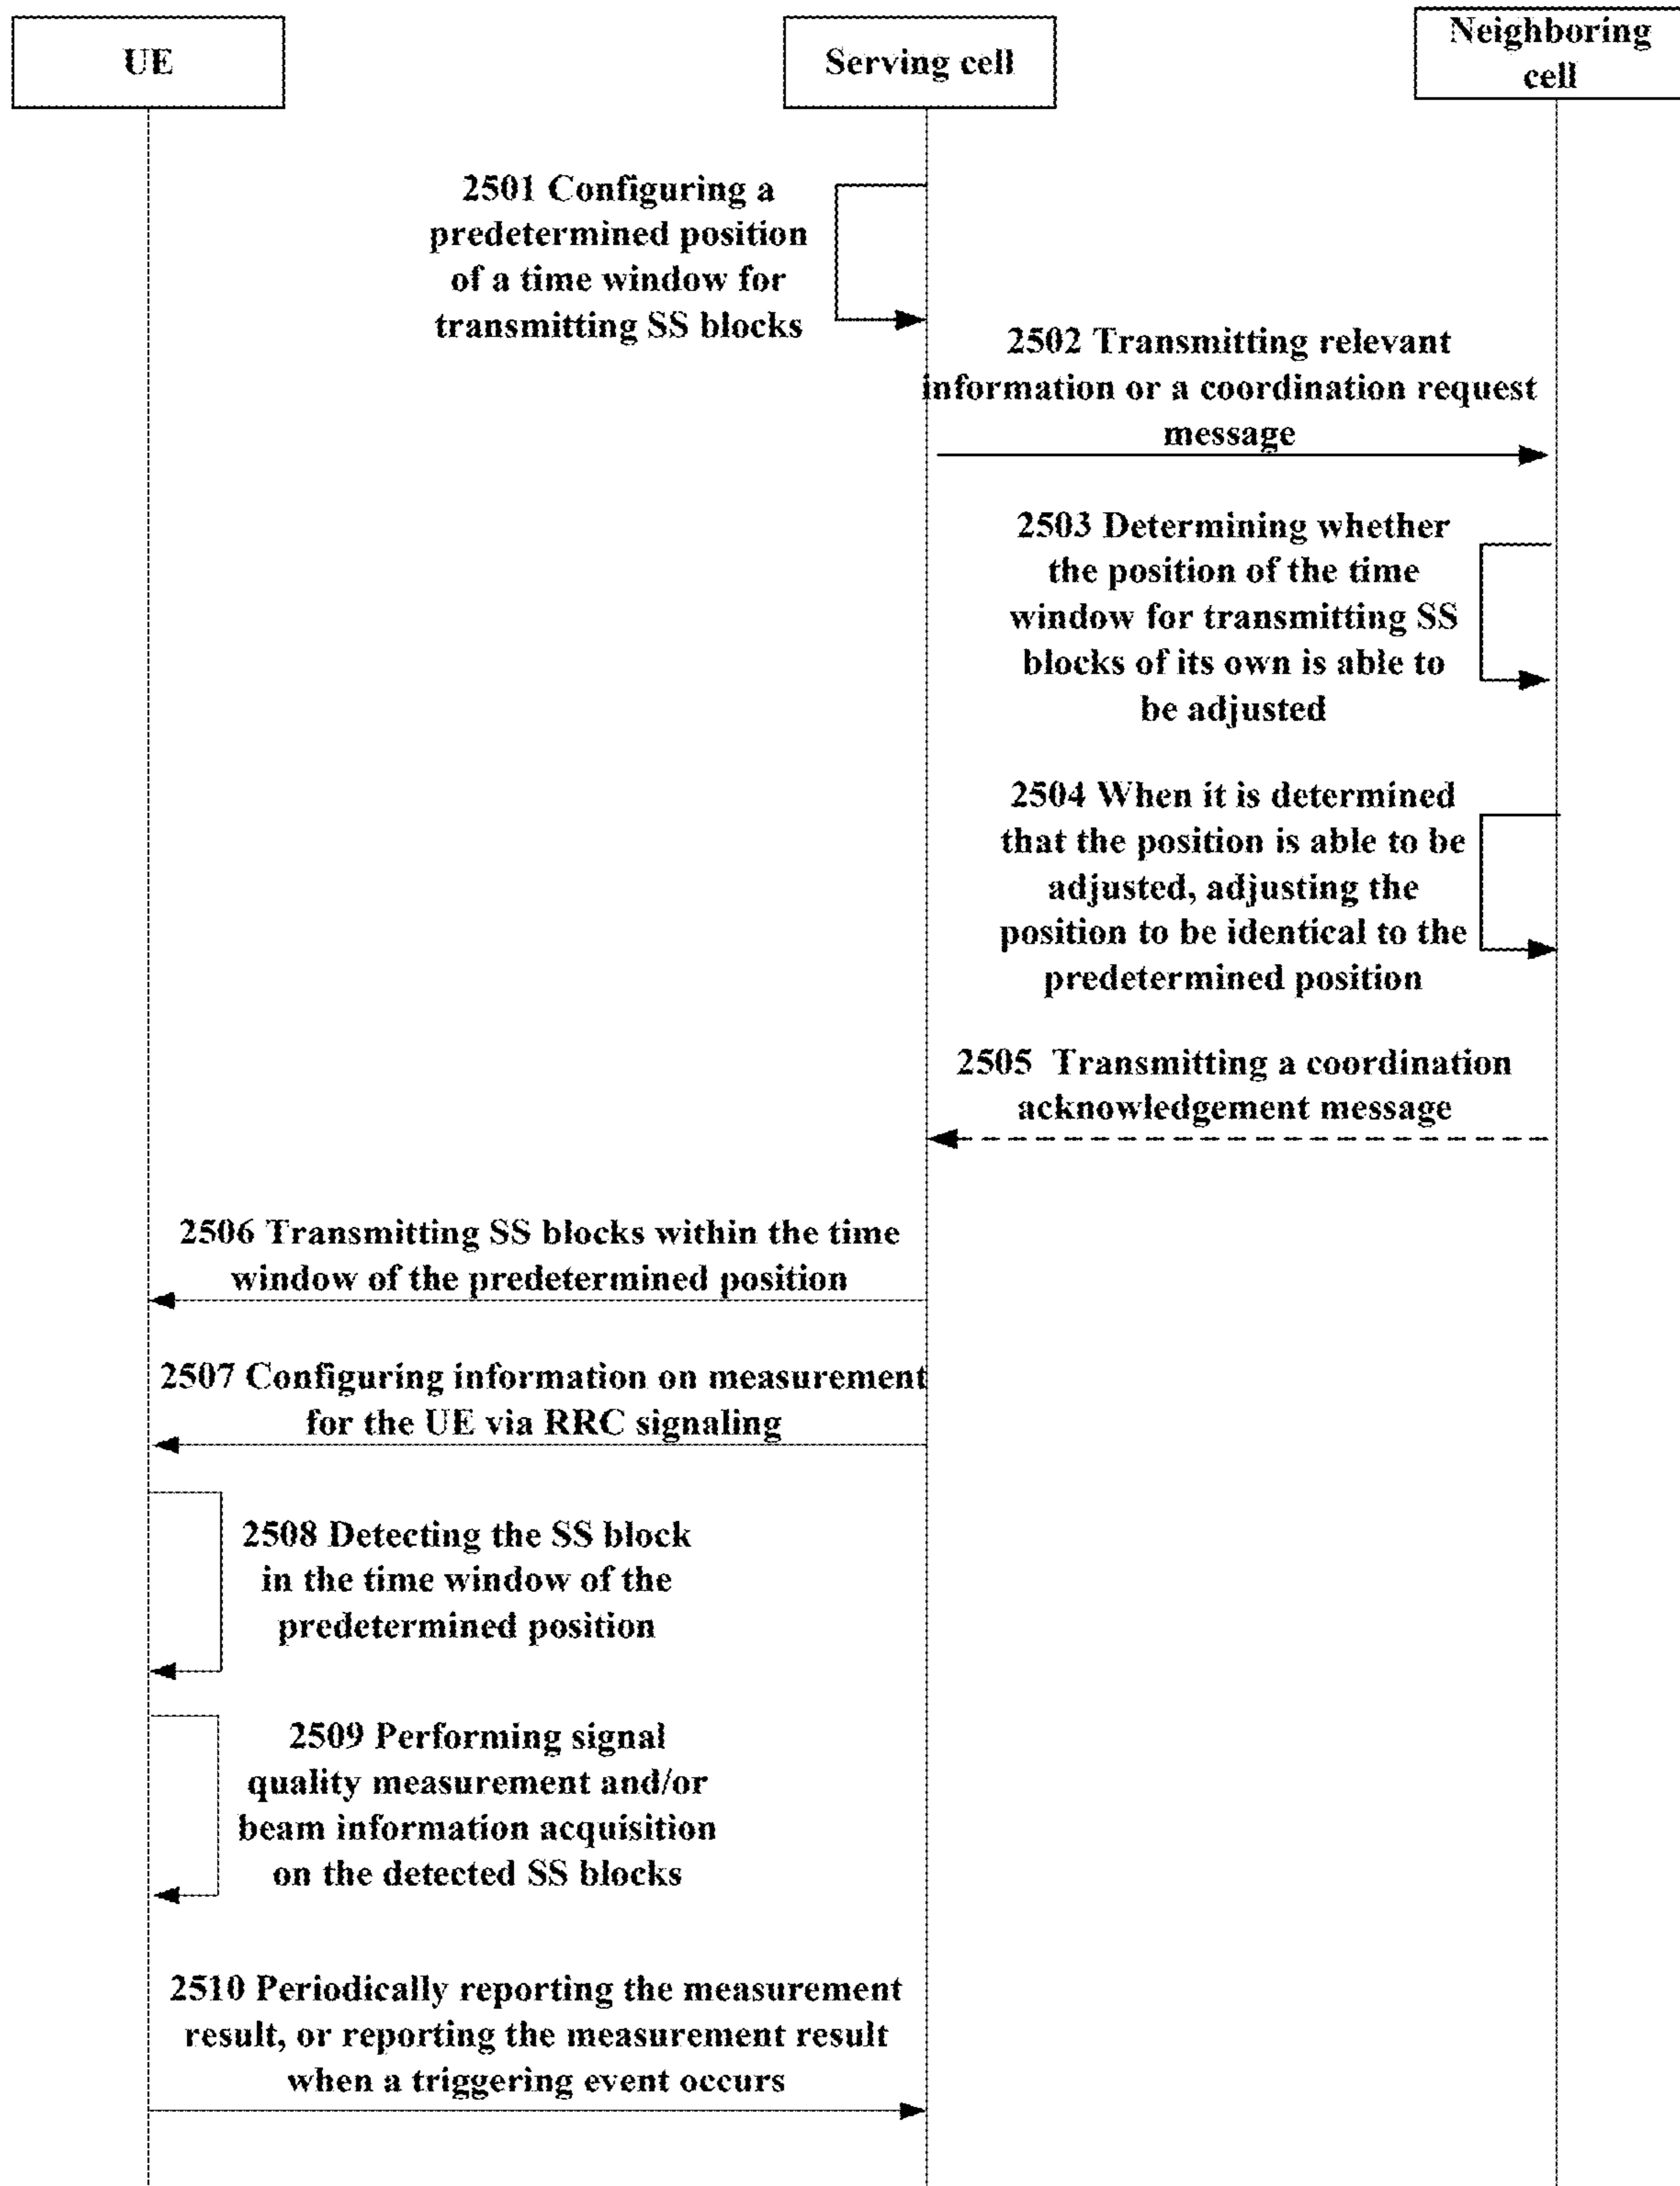 UE
Serving cell
Neighboring
cell
2501 Configuring a
predetermined position
of a time window for
transmitting SS blocks
2502 Transmitting relevant
information or a coordination request
message
2503 Determining whether
the position of the time
window for transmitting SS
blocks of its own is able to
be adjusted
2504 When it is determined
that the position is able to be
adjusted, adjusting the
position to be identical to the
predetermined position
2505 Transmitting a coordination
acknowledgement message
2506 Transmitting SS blocks within the time
window of the predetermined position
2507 Configuring information on measurement
for the UE via RRC signaling
2508 Detecting the SS block
in the time window of the
predetermined position
2509 Performing signal
quality measurement and/or
beam information acquisition
on the detected SS blocks
2510 Periodically reporting the measurement
result, or reporting the measurement result
when a triggering event occurs